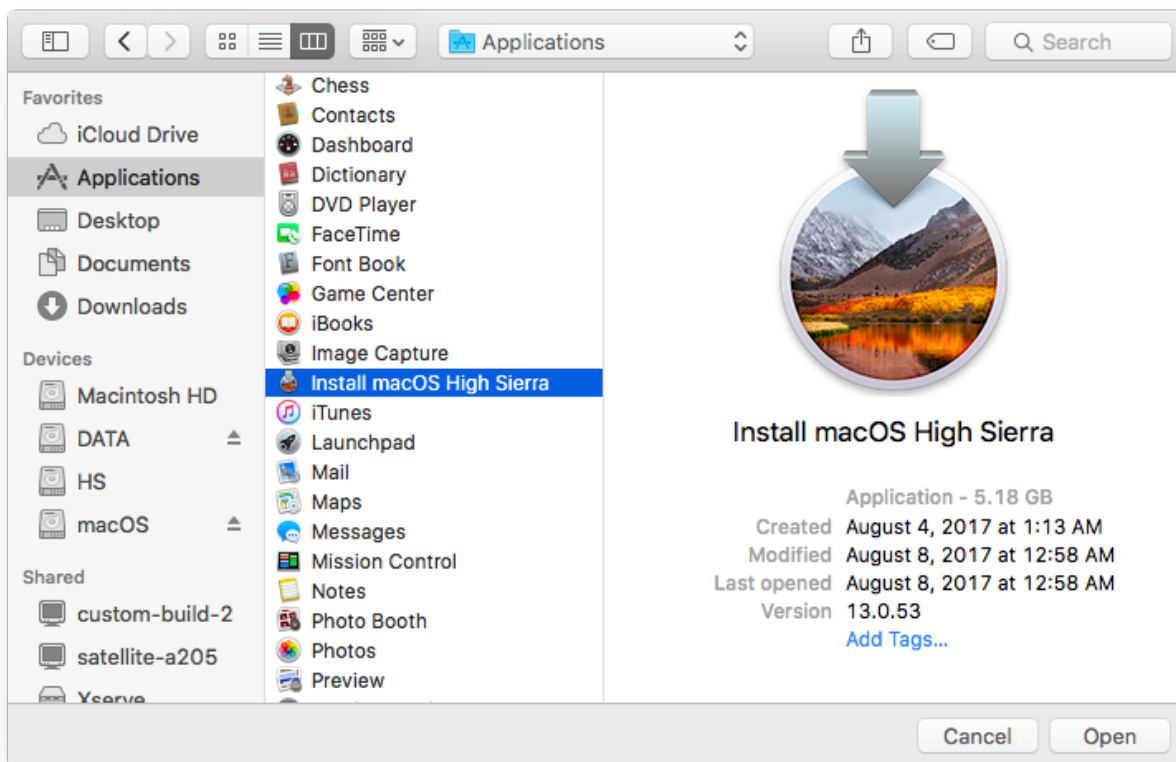 Applications
Search
Favorites
iCloud Drive
Applications
Desktop
Documents
Downloads
Devices
Macintosh HD
DATA
HS
macOS
Shared
custom-build-2
satellite-a205
Xserve
Chess
Contacts
Dashboard
Dictionary
DVD Player
FaceTime
Font Book
Game Center
iBooks
Image Capture
Install macOS High Sierra
iTunes
Launchpad
Mail
Maps
Messages
Mission Control
Notes
Photo Booth
Photos
Preview
Install macOS High Sierra
Application - 5.18 GB
Created August 4, 2017 at 1:13 AM
Modified August 8, 2017 at 12:58 AM
Last opened August 8, 2017 at 12:58 AM
Version 13.0.53
Add Tags...
Cancel
Open